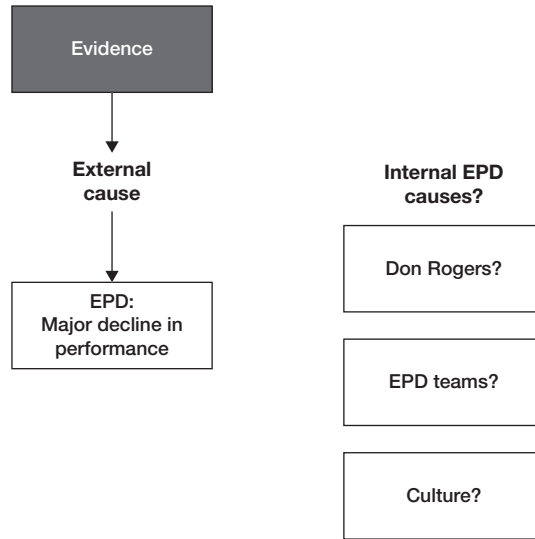 Evidence
External
cause
EPD:
Major decline in
performance
Internal EPD
causes?
Don Rogers?
EPD teams?
Culture?